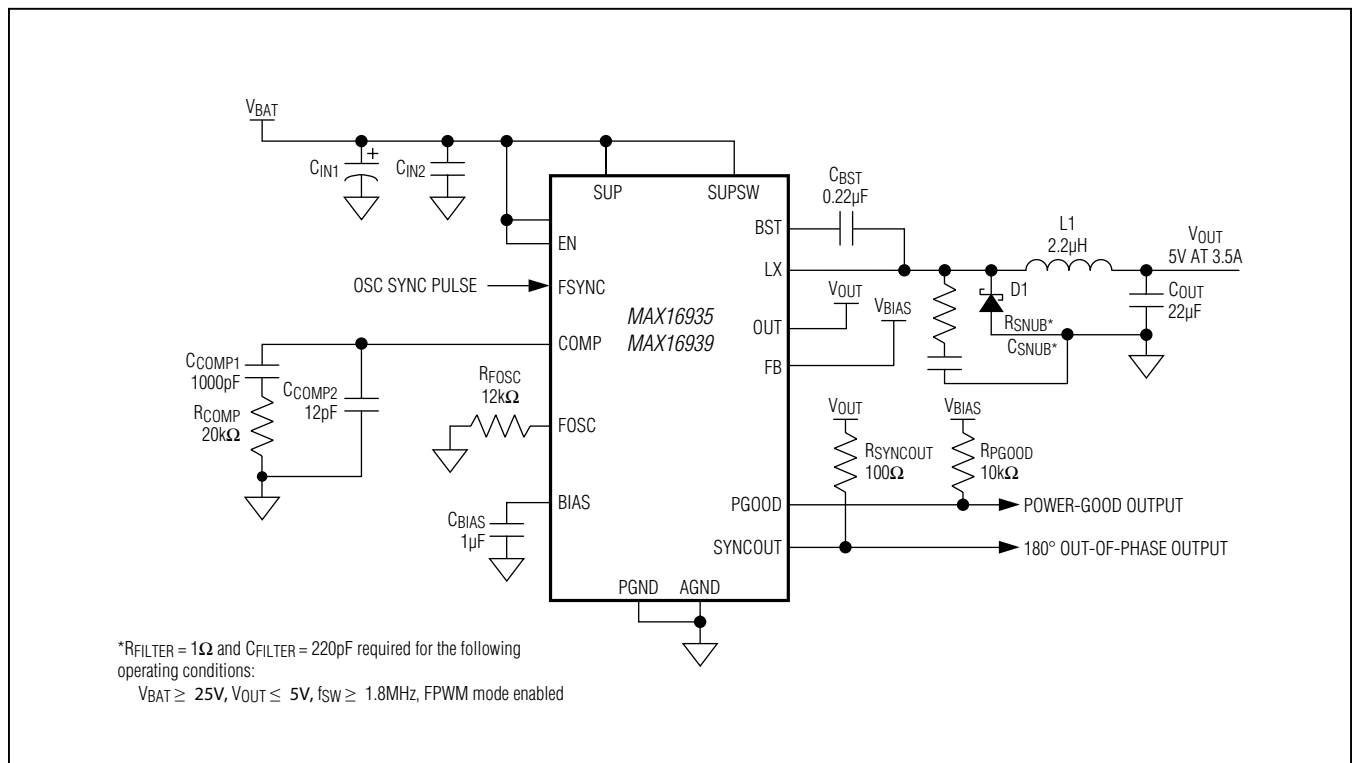 VBAT
CIN1
+
CIN2
SUP
SUPSW
EN
OSC SYNC PULSE
FSYNC
MAX16935
MAX16939
COMP
CCOMP1
1000pF
CCOMP2
12pF
RCOMP
20kΩ
RFOSC
12kΩ
FOSC
BIAS
CBIAS
1µF
PGND
AGND
BST
CBST
0.22µF
LX
L1
2.2µH
VOUT
5V AT 3.5A
D1
COUT
22µF
RSNUB*
CSNUB*
OUT
VOUT
FB
VBIAS
VOUT
RSYNCOUT
100Ω
VBIAS
RPGOOD
10kΩ
PGOOD
POWER-GOOD OUTPUT
SYNCOUT
180° OUT-OF-PHASE OUTPUT
*RFILTER = 1Ω and CFILTER = 220pF required for the following
operating conditions:
VBAT ≥ 25V, VOUT ≤ 5V, fSW ≥ 1.8MHz, FPWM mode enabled